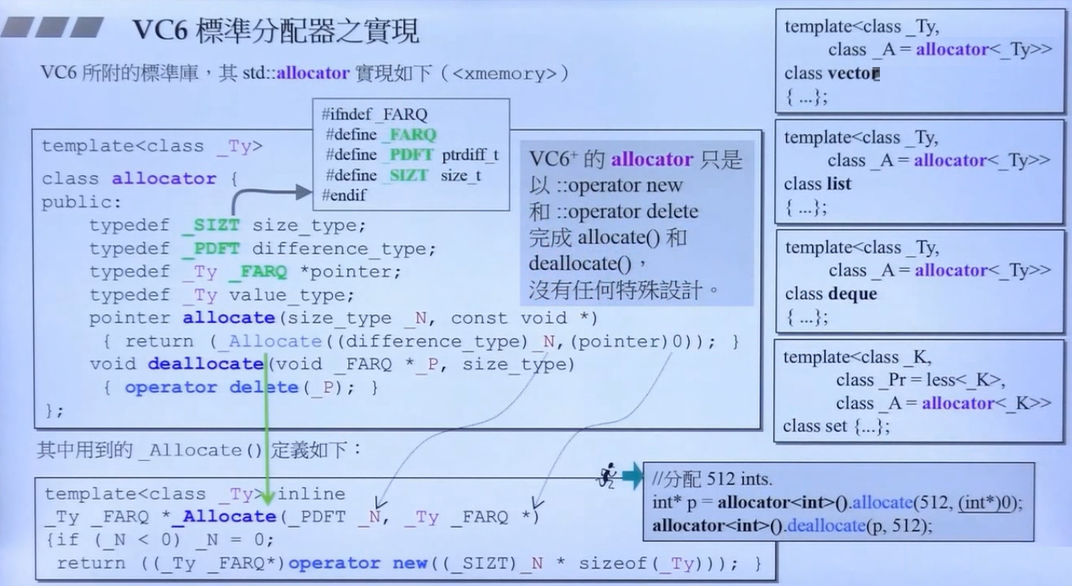 VC6 標準分配器之實現
VC6 所附的標準庫，其 std::allocator 實現如下（<xmemory>）
#ifndef _FARQ
#define _FARQ
#define _PDFT ptrdiff_t
#define _SIZT size_t
#endif
template<class _Ty>
class allocator {
public:
typedef _SIZT size_type;
typedef _PDFT difference_type;
typedef _Ty _FARQ *pointer;
typedef _Ty value_type;
pointer allocate(size_type _N, const void *)
{ return (_Allocate((difference_type)_N,(pointer)0)); }
void deallocate(void _FARQ *_P, size_type)
{ operator delete(_P); }
};
VC6+ 的 allocator 只是
以 ::operator new
和 ::operator delete
完成 allocate() 和
deallocate()，
沒有任何特殊設計。
其中用到的 _Allocate() 定義如下：
template<class _Ty> inline
_Ty _FARQ *_Allocate(_PDFT _N, _Ty _FARQ *)
{if (_N < 0) _N = 0;
return ((_Ty _FARQ*)operator new((_SIZT)_N * sizeof(_Ty))); }
template<class _Ty,
class _A = allocator<_Ty>>
class vector
{ ...};
template<class _Ty,
class _A = allocator<_Ty>>
class list
{ ...};
template<class _Ty,
class _A = allocator<_Ty>>
class deque
{ ...};
template<class _K,
class _Pr = less<_K>,
class _A = allocator<_K>>
class set {...};
//分配 512 ints.
int* p = allocator<int>().allocate(512, (int*)0);
allocator<int>().deallocate(p, 512);